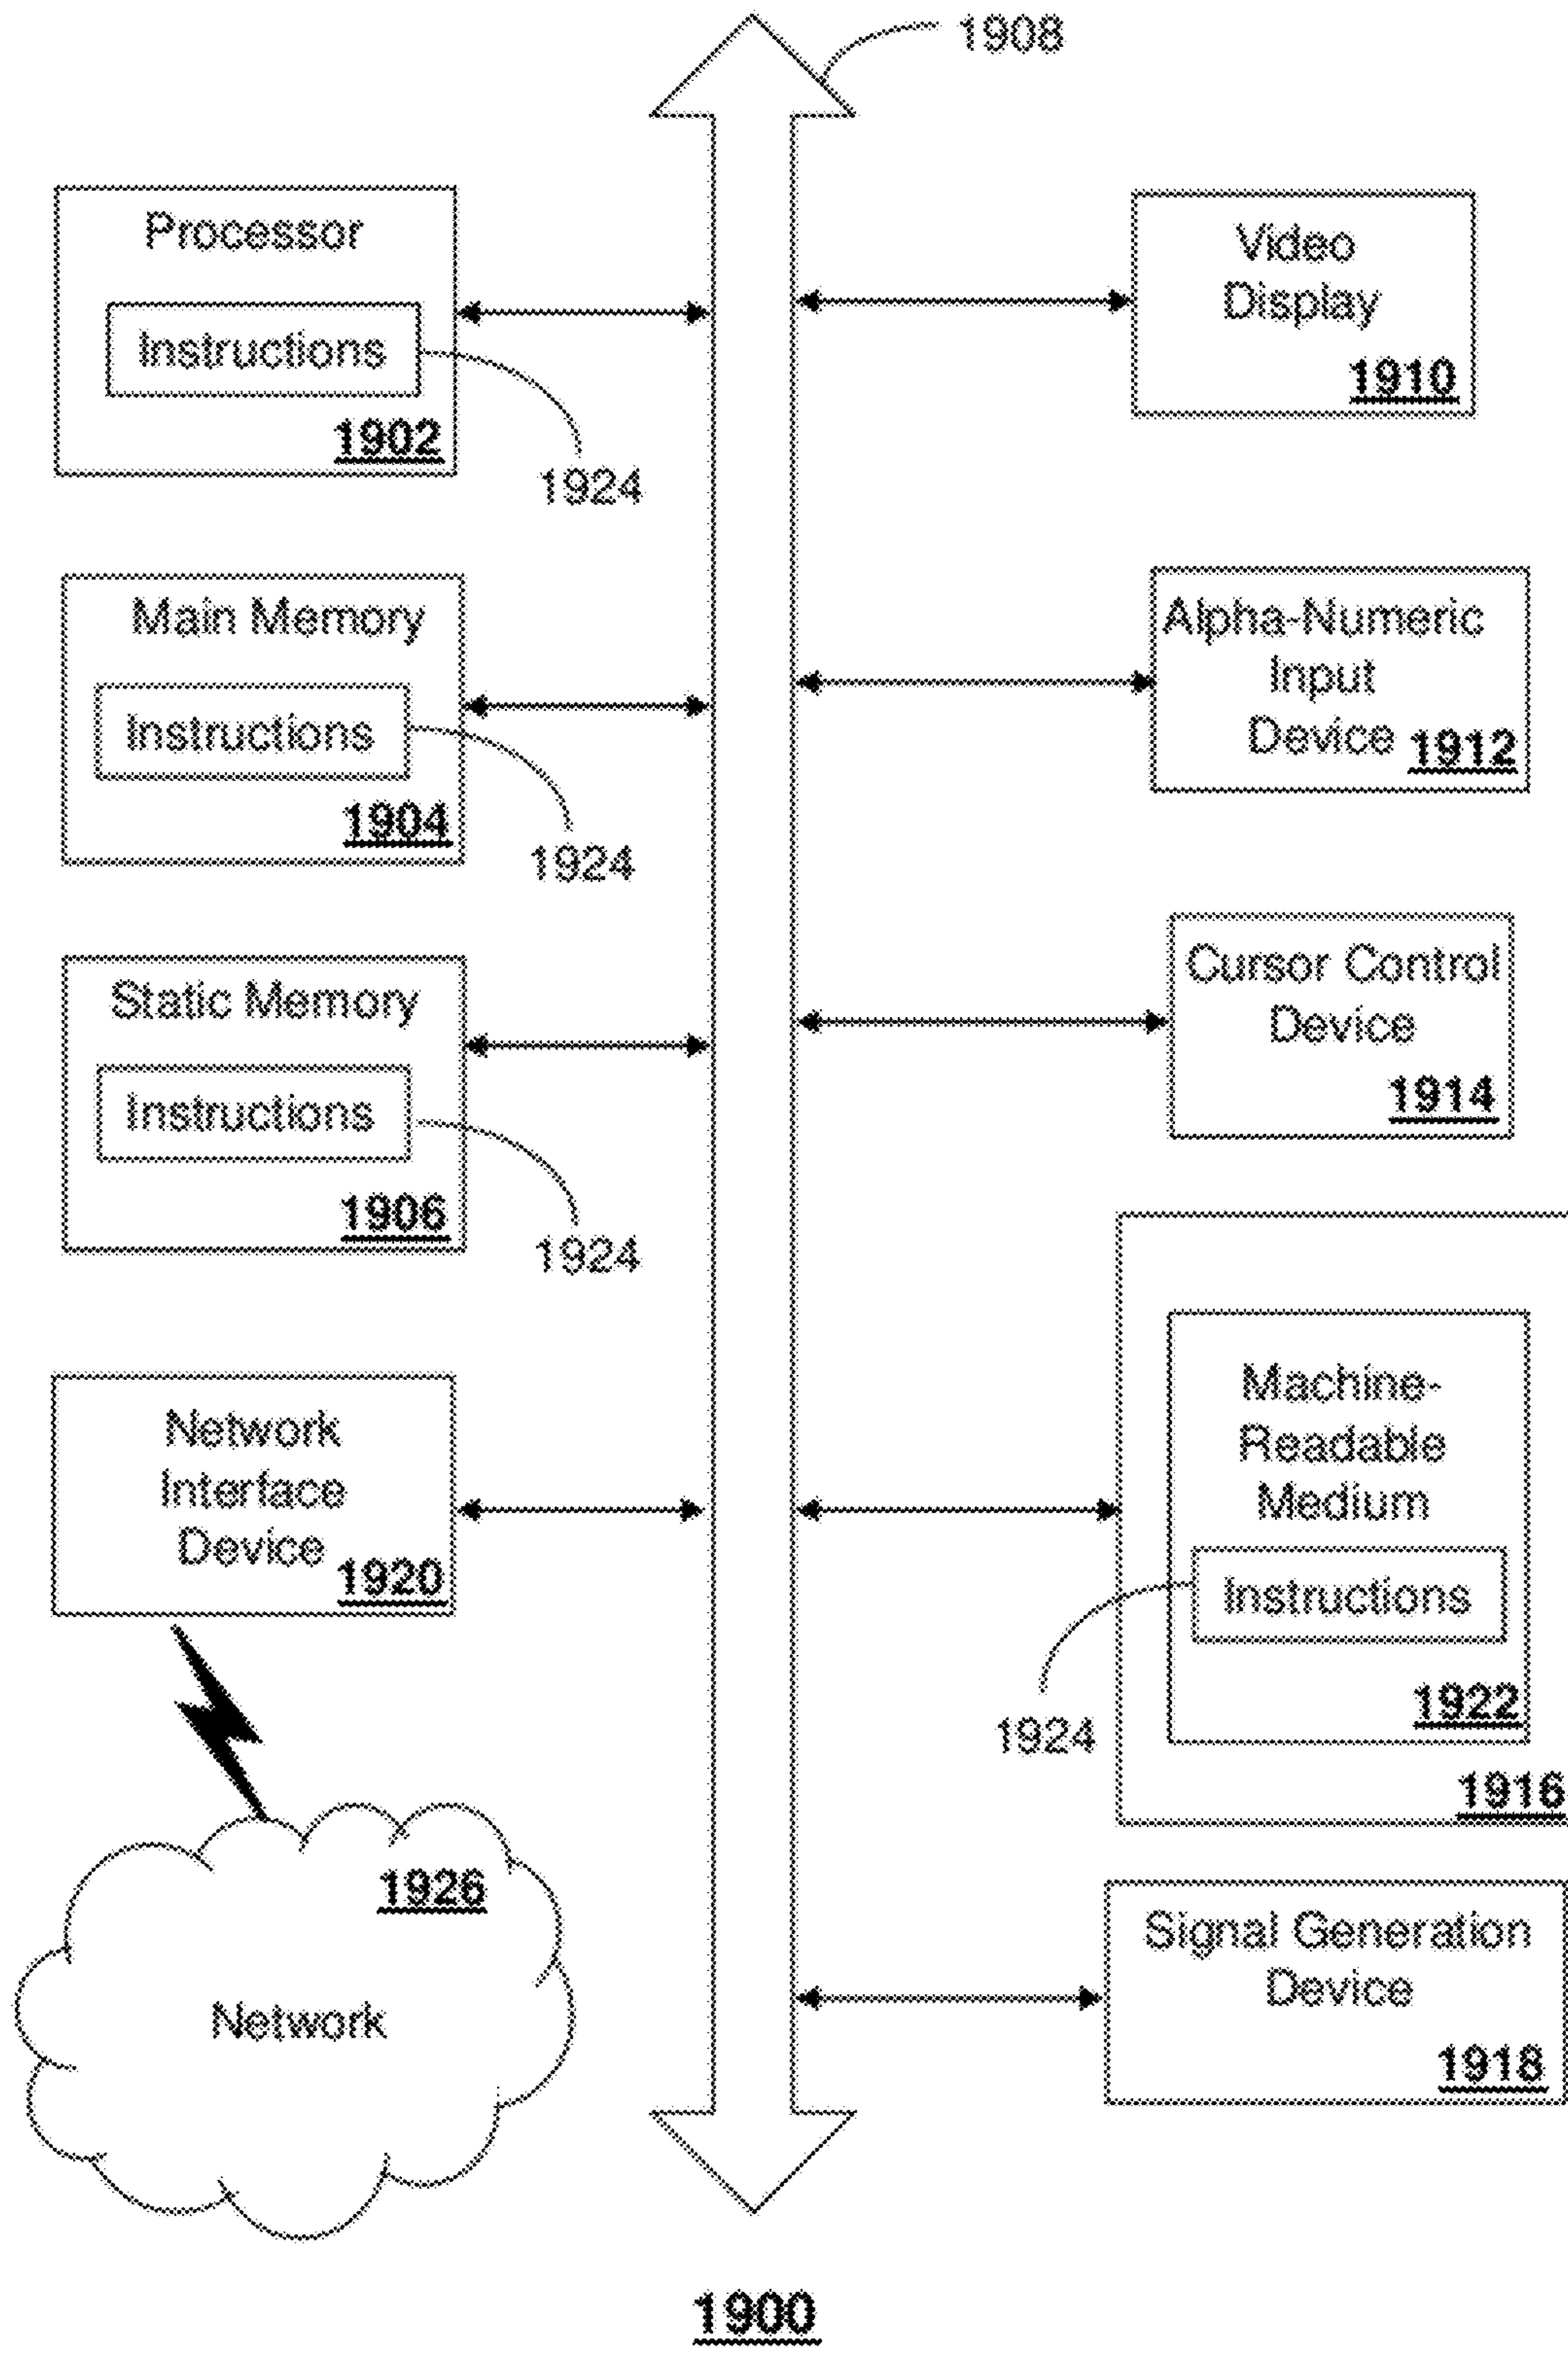 1908
Processor
Instructions
1902
1924
Video
Display
1910
Main Memory
Instructions
1904
1924
Alpha-Numeric
Input
Device 1912
Static Memory
Instructions
1906
1924
Cursor Control
Device
1914
Network
Interface
Device 1920
Machine-
Readable
Medium
Instructions
1922
1924
1916
1926
Network
Signal Generation
Device
1918
1900